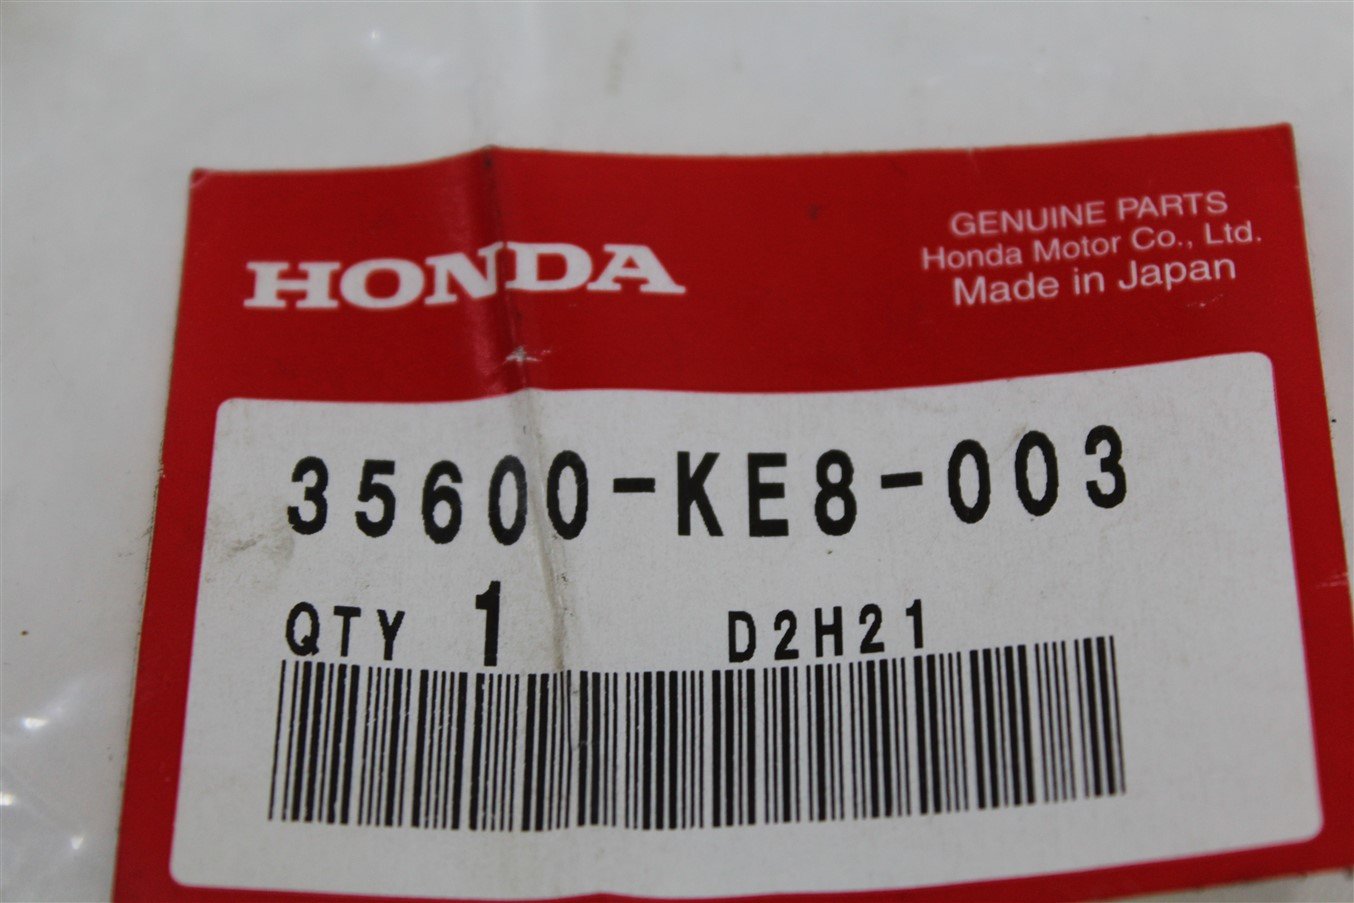 HONDA
GENUINE PARTS
Honda Motor Co., Ltd.
Made in Japan
35600-KE8-003
QTY 1 D2H21